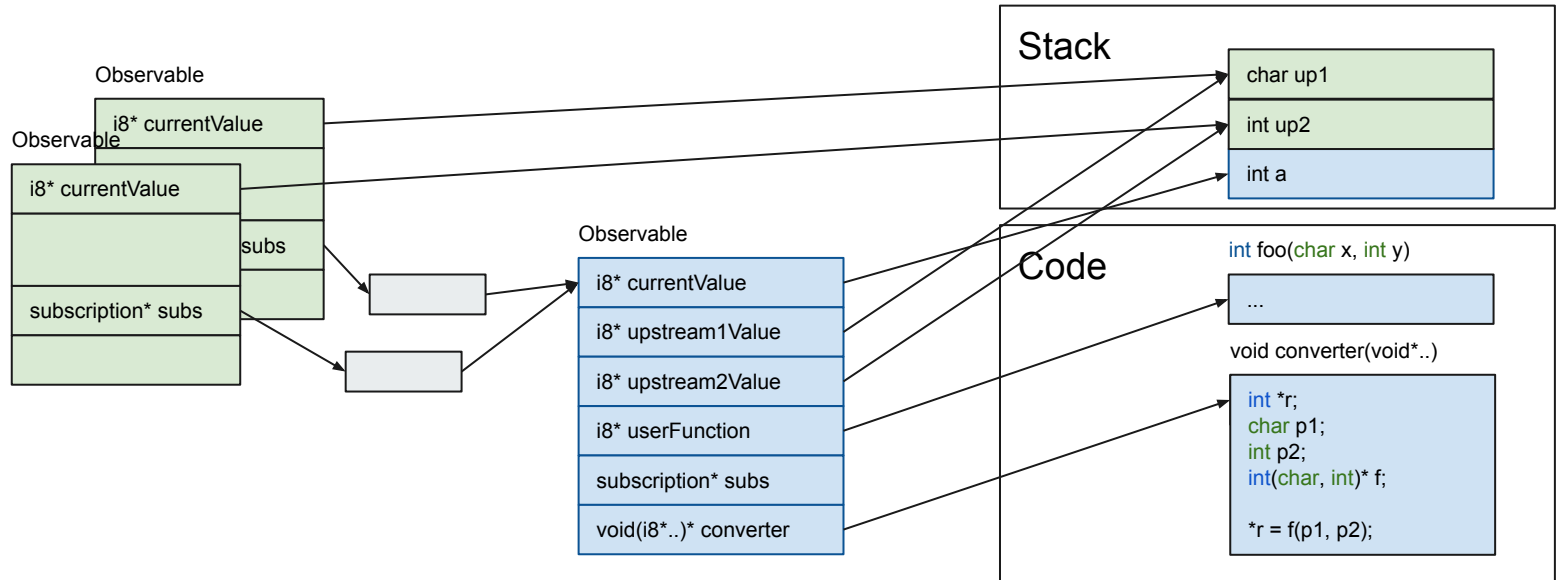 Observable
i8* currentValue
subs
Observable
i8* currentValue
subscription* subs
Observable
i8* currentValue
i8* upstream1Value
i8* upstream2Value
i8* userFunction
subscription* subs
void(i8*..)* converter
Stack
char up1
int up2
int a
Code
int foo(char x, int y)
...
void converter(void*..)
int *r;
char p1;
int p2;
int(char, int)* f;
*r = f(p1, p2);